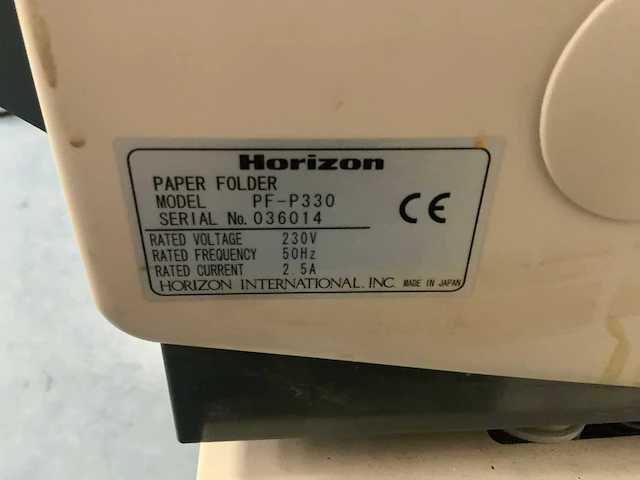 Horizon
PAPER FOLDER
MODEL PF-P330
SERIAL No. 036014
CE
RATED VOLTAGE 230V
RATED FREQUENCY 50Hz
RATED CURRENT 2.5A
HORIZON INTERNATIONAL, INC. MADE IN JAPAN